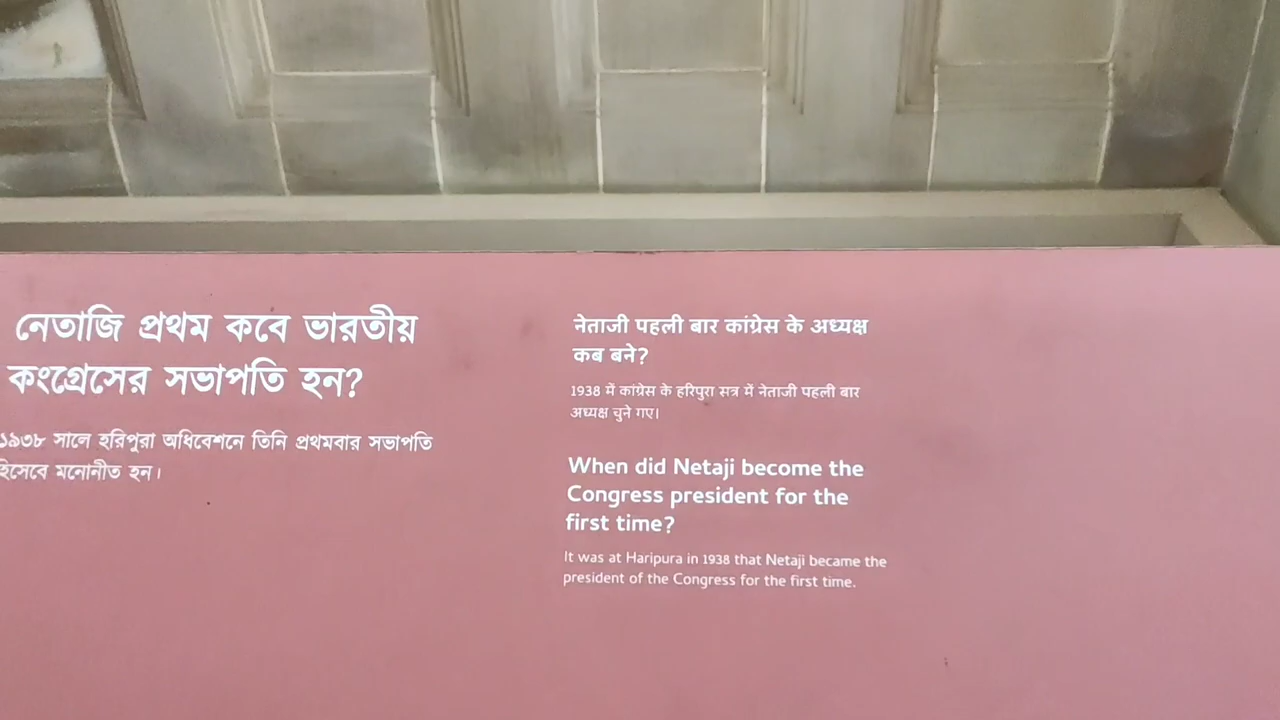 নেতাজি প্রথম কবে ভারতীয়
কংগ্রেসের সভাপতি হন?
১৯৩৮ সালে হরিপুরা অধিবেশনে তিনি প্রথমবার সভাপতি
হিসেবে মনোনীত হন।
नेताजी पहली बार कांग्रेस के अध्यक्ष
कब बने?
1938 में कांग्रेस के हरिपुरा सत्र में नेताजी पहली बार
अध्यक्ष चुने गए।
When did Netaji become the
Congress president for the
first time?
It was at Haripura in 1938 that Netaji became the
president of the Congress for the first time.